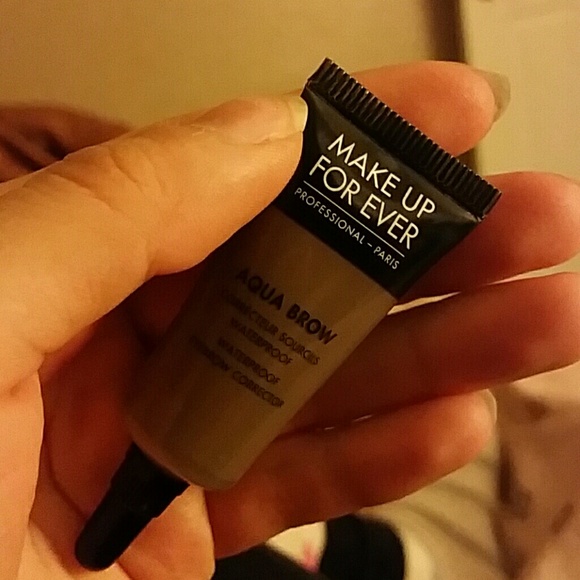 MAKE UP
FOR EVER
PROFESSIONAL – PARIS
AQUA BROW
CORRECTEUR SOURCILS
WATERPROOF
WATERPROOF
EYEBROW CORRECTOR